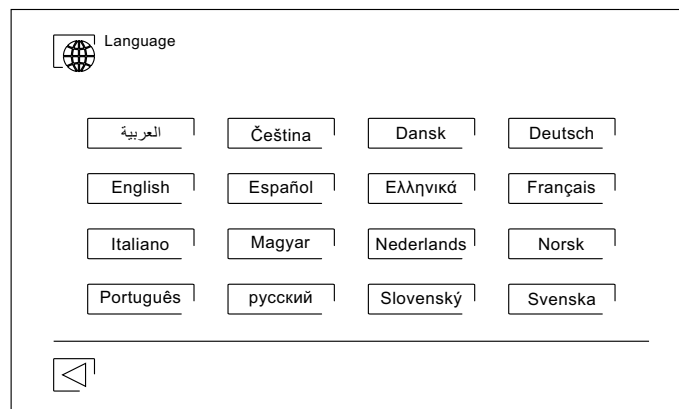 Language
العربية Čeština Dansk Deutsch
English Español Ελληνικά Français
Italiano Magyar Nederlands Norsk
Português русский Slovenský Svenska